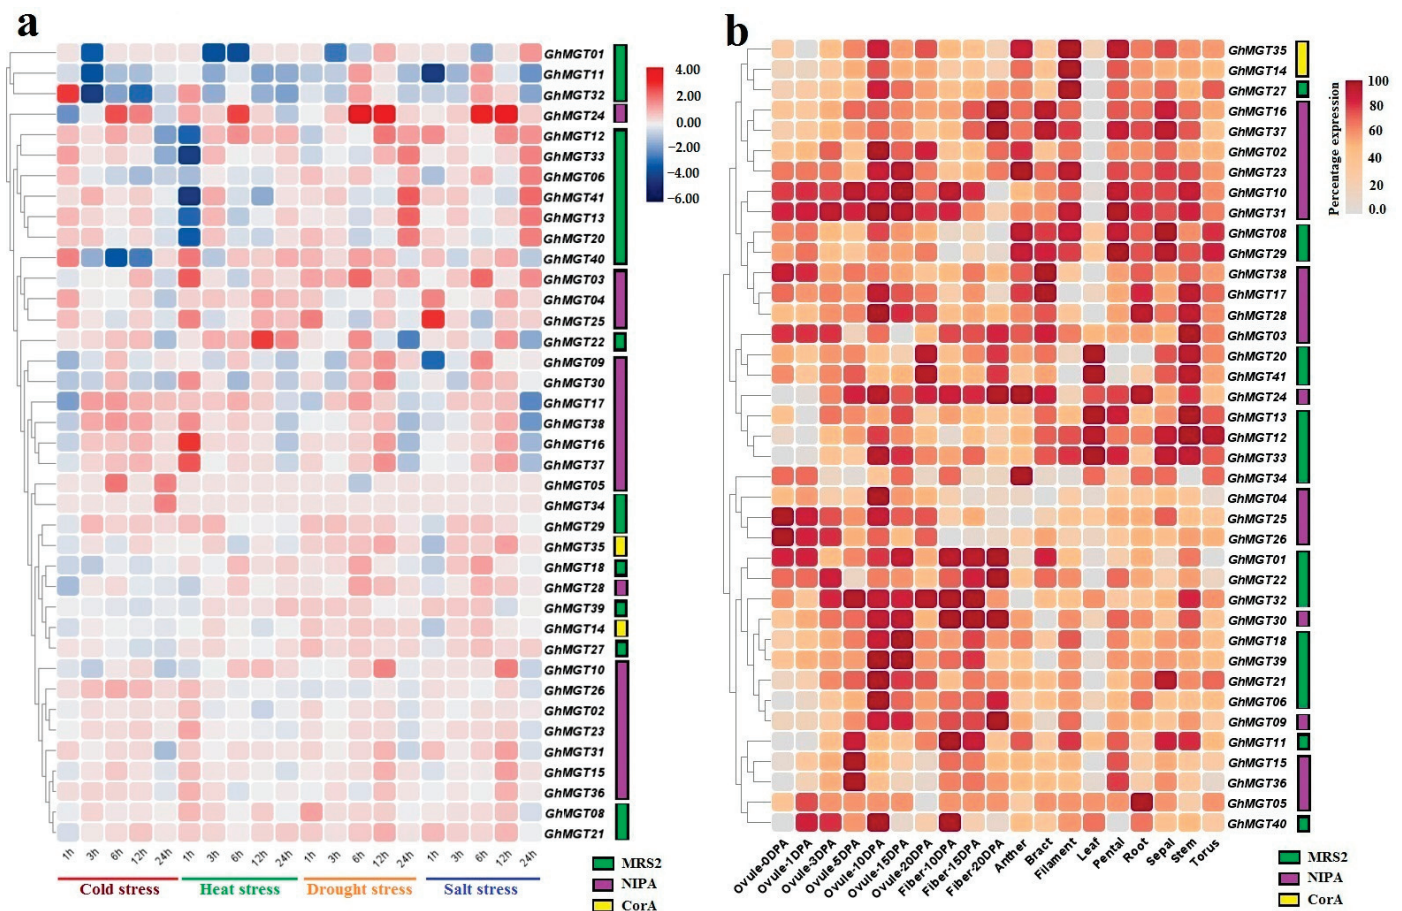 a
GhMGT01
GhMGT11
GhMGT32
GhMGT24
GhMGT12
GhMGT33
GhMGT06
GhMGT41
GhMGT13
GhMGT20
GhMGT40
GhMGT03
GhMGT04
GhMGT25
GhMGT22
GhMGT09
GhMGT30
GhMGT17
GhMGT38
GhMGT16
GhMGT37
GhMGT05
GhMGT34
GhMGT29
GhMGT35
GhMGT18
GhMGT28
GhMGT39
GhMGT14
GhMGT27
GhMGT10
GhMGT26
GhMGT02
GhMGT23
GhMGT31
GhMGT15
GhMGT36
GhMGT08
GhMGT21
4.00
2.00
0.00
−2.00
−4.00
−6.00
1h 3h 6h 12h 24h 1h 3h 6h 12h 24h 1h 3h 6h 12h 24h 1h 3h 6h 12h 24h
Cold stress Heat stress Drought stress Salt stress
MRS2
NIPA
CorA
b
GhMGT35
GhMGT14
GhMGT27
GhMGT16
GhMGT37
GhMGT02
GhMGT23
GhMGT10
GhMGT31
GhMGT08
GhMGT29
GhMGT38
GhMGT17
GhMGT28
GhMGT03
GhMGT20
GhMGT41
GhMGT24
GhMGT13
GhMGT12
GhMGT33
GhMGT34
GhMGT04
GhMGT25
GhMGT26
GhMGT01
GhMGT22
GhMGT32
GhMGT30
GhMGT18
GhMGT39
GhMGT21
GhMGT06
GhMGT09
GhMGT11
GhMGT15
GhMGT36
GhMGT05
GhMGT40
Percentage expression
100
80
60
40
20
0.0
Ovule-0DPA
Ovule-1DPA
Ovule-3DPA
Ovule-5DPA
Ovule-10DPA
Ovule-15DPA
Ovule-20DPA
Fiber-10DPA
Fiber-15DPA
Fiber-20DPA
Anther
Bract
Filament
Leaf
Pental
Root
Sepal
Stem
Torus
MRS2
NIPA
CorA